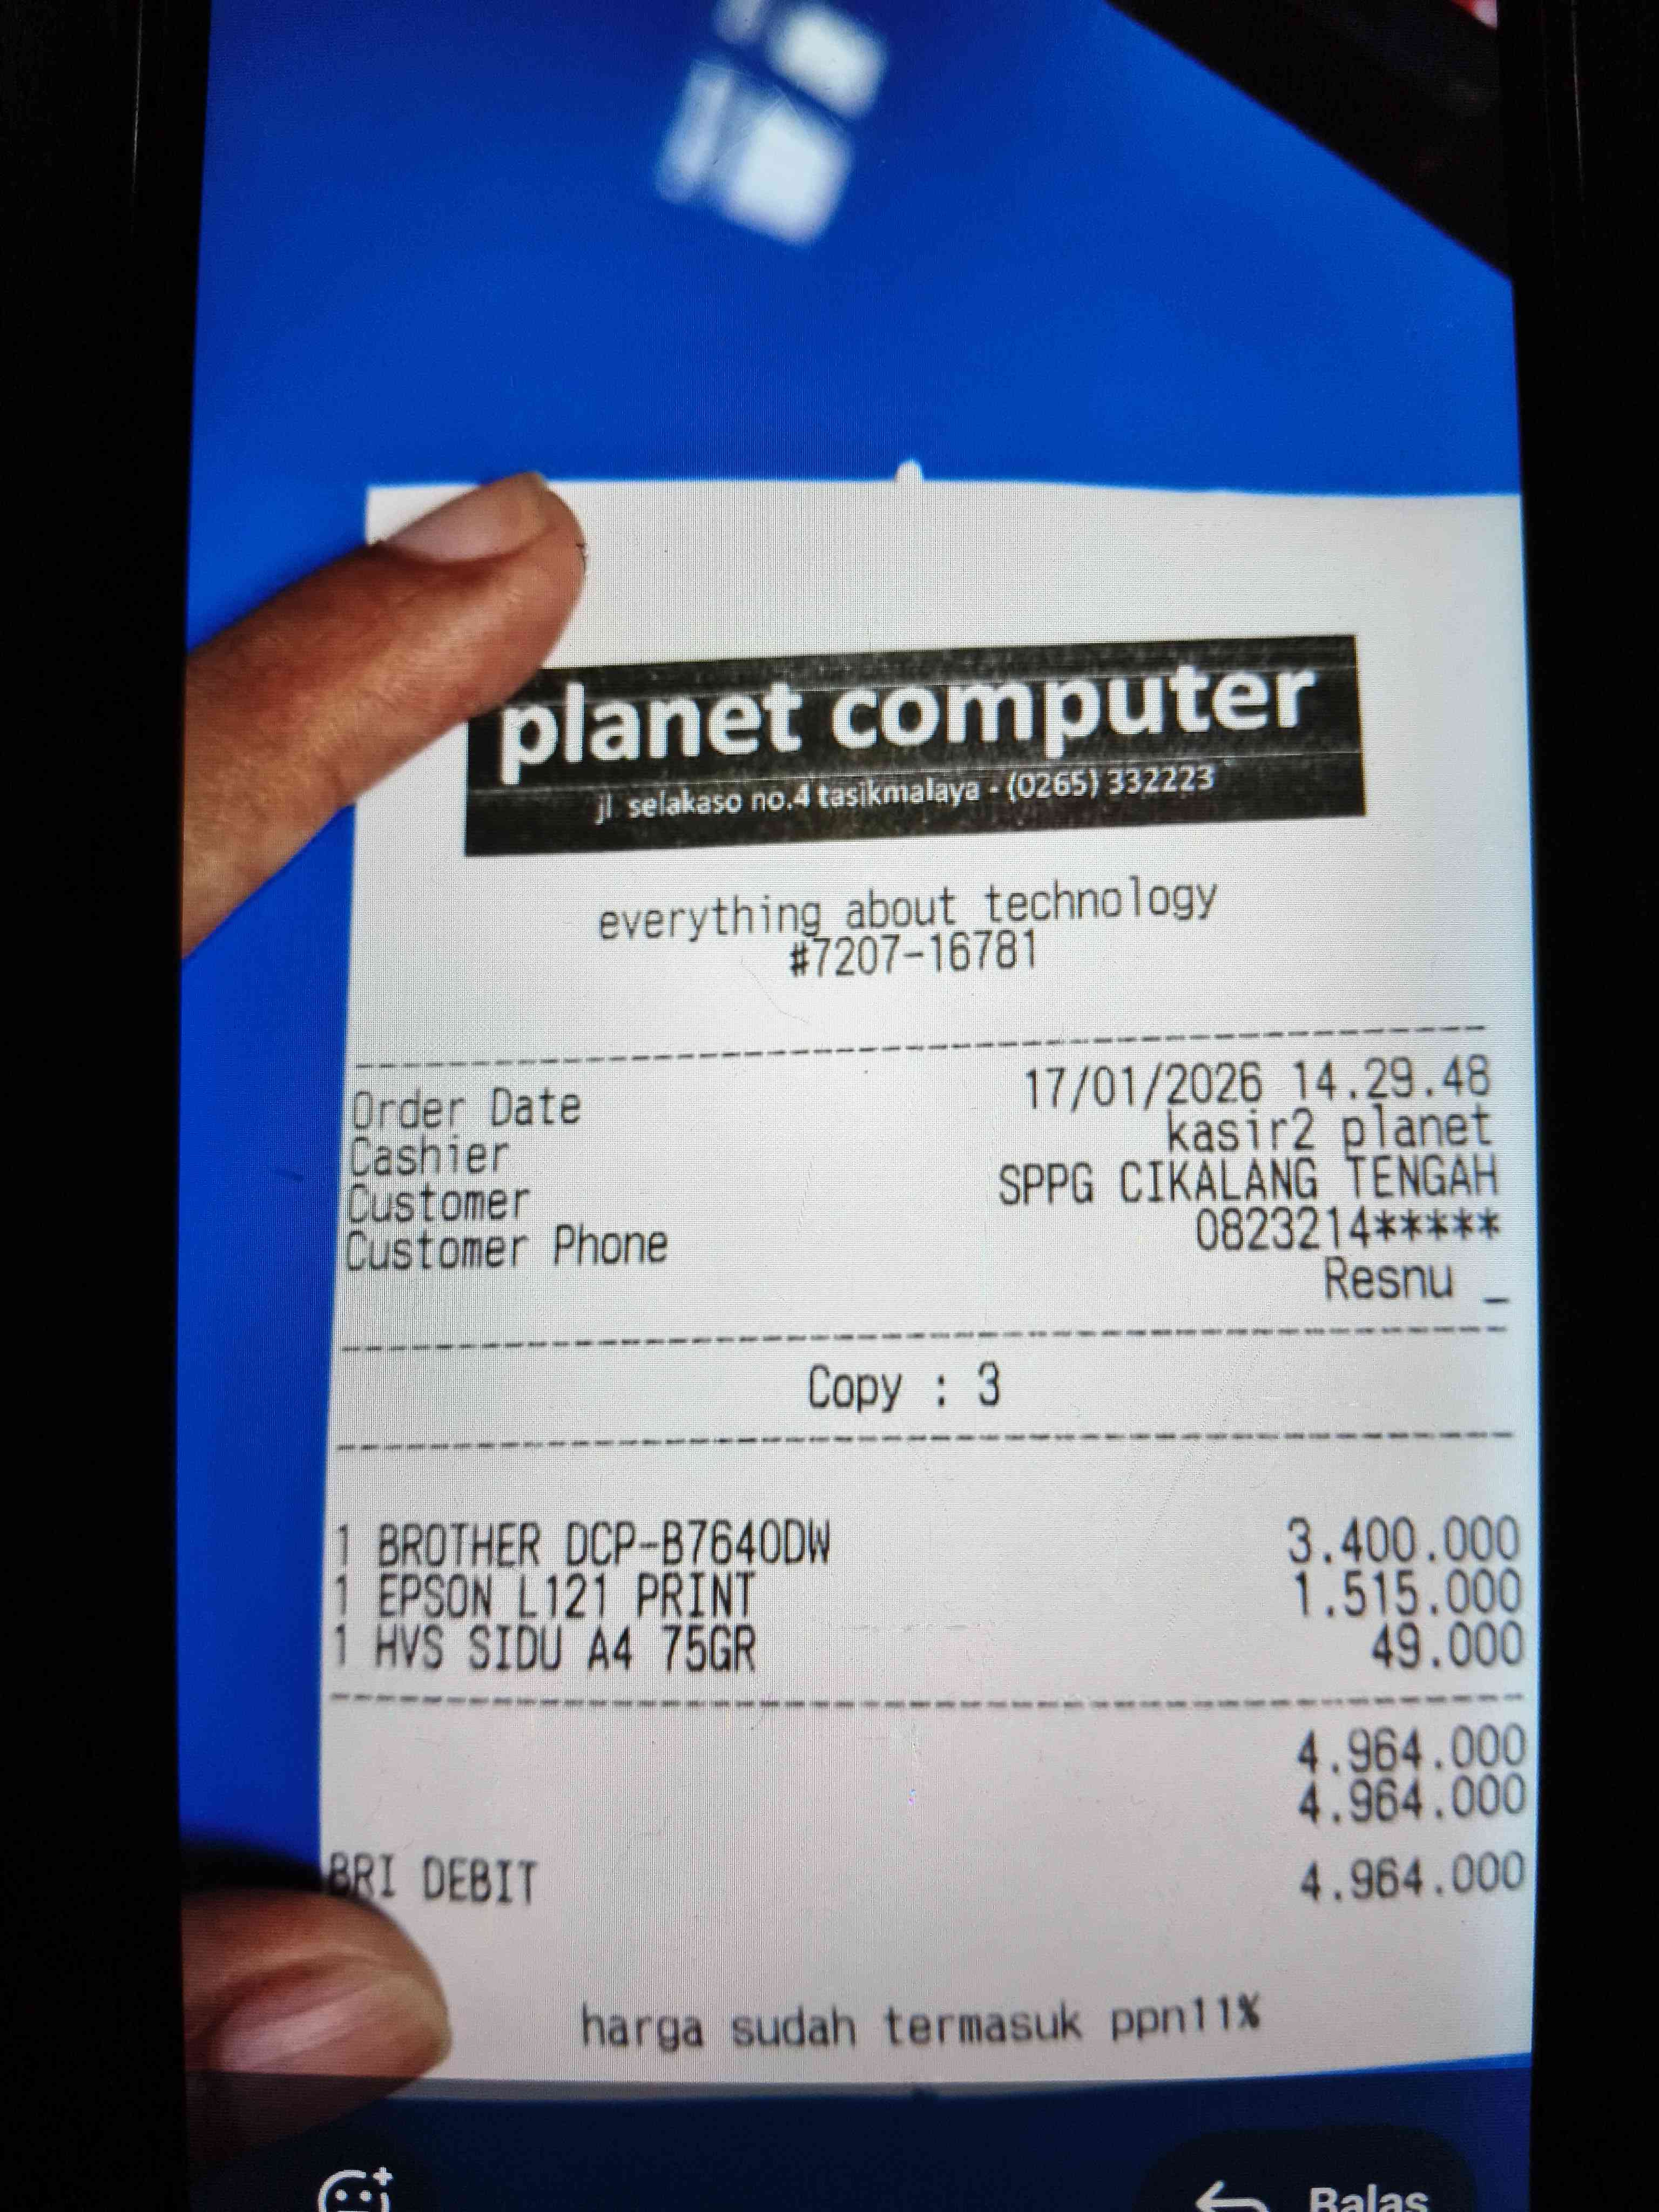 planet computer
jl. selakaso no.4 tasikmalaya - (0265) 332223
everything about technology
#7207-16781
Order Date 17/01/2026 14.29.48
Cashier kasir2 planet
Customer SPPG CIKALANG TENGAH
Customer Phone 0823214*****
Resnu _
Copy : 3
1 BROTHER DCP-B7640DW 3.400.000
1 EPSON L121 PRINT 1.515.000
1 HVS SIDU A4 75GR 49.000
4.964.000
4.964.000
BRI DEBIT 4.964.000
harga sudah termasuk ppn11%
Balas